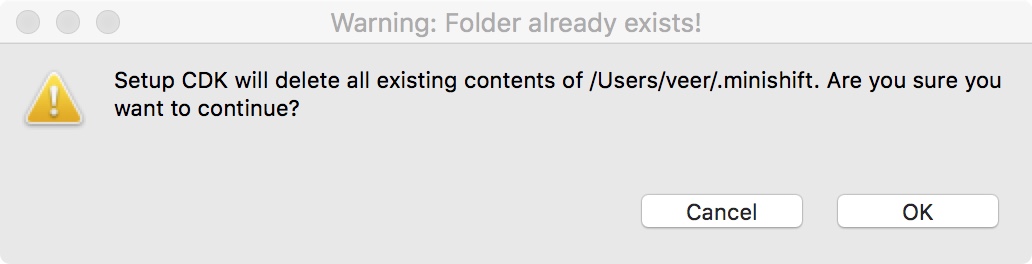 Warning: Folder already exists!
Setup CDK will delete all existing contents of /Users/veer/.minishift. Are you sure you
want to continue?
Cancel
OK